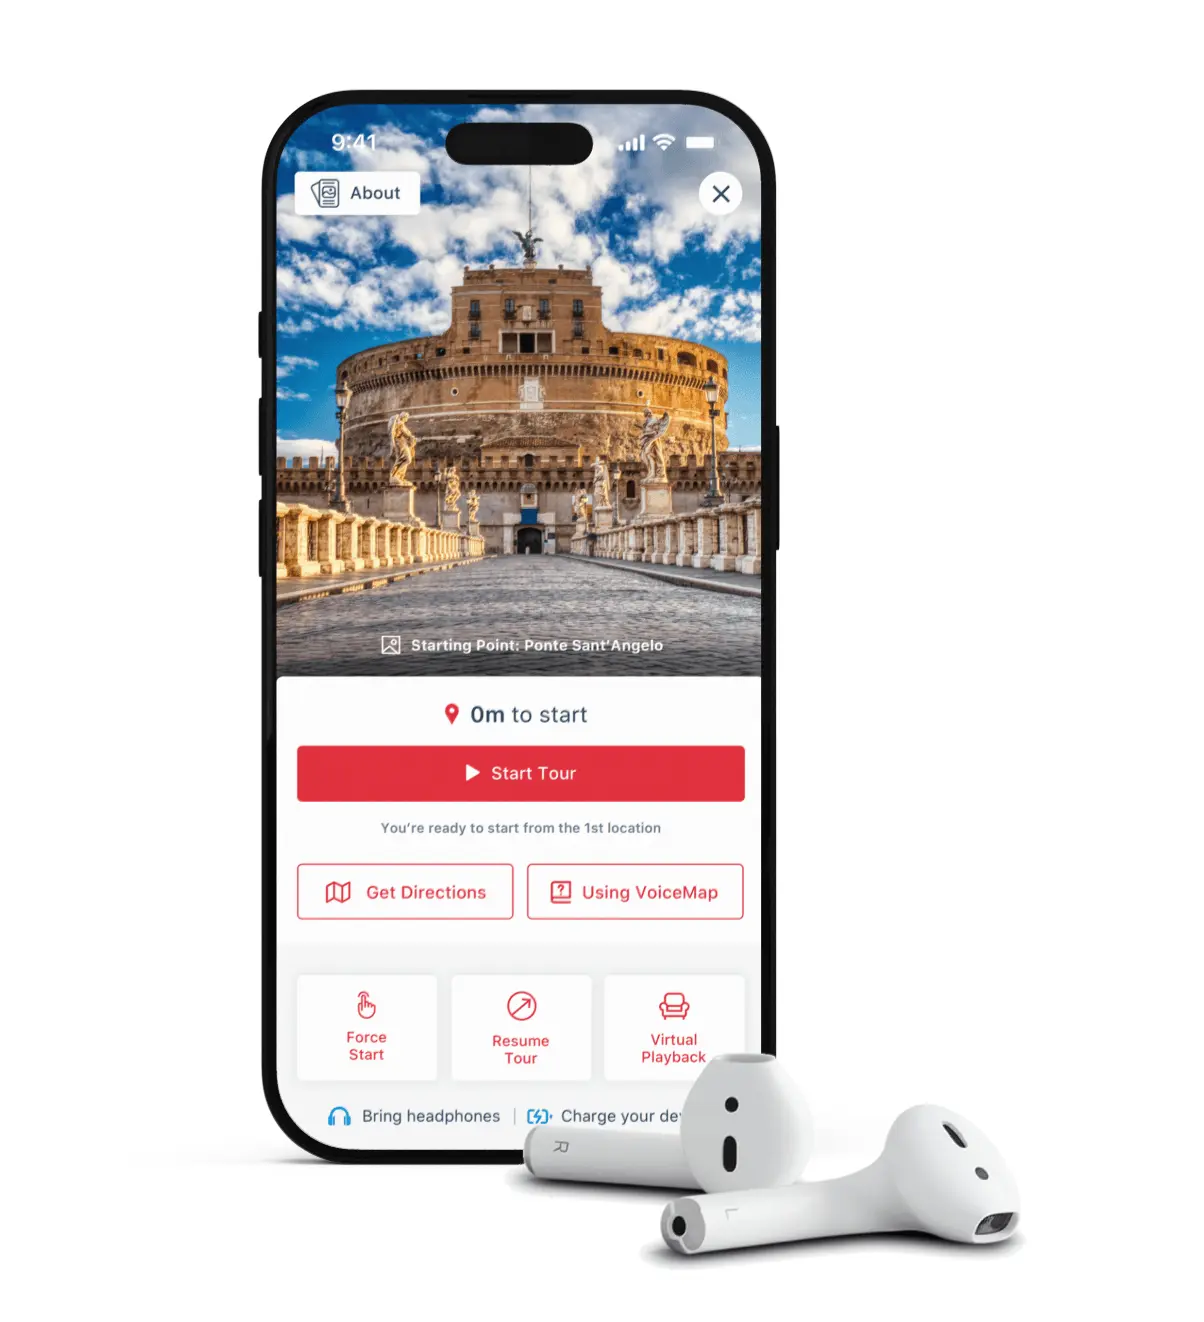 9:41
About
Starting Point: Ponte Sant'Angelo
0m to start
Start Tour
You're ready to start from the 1st location
Get Directions
Using VoiceMap
Force
Start
Resume
Tour
Virtual
Playback
Bring headphones
Charge your de
R
L